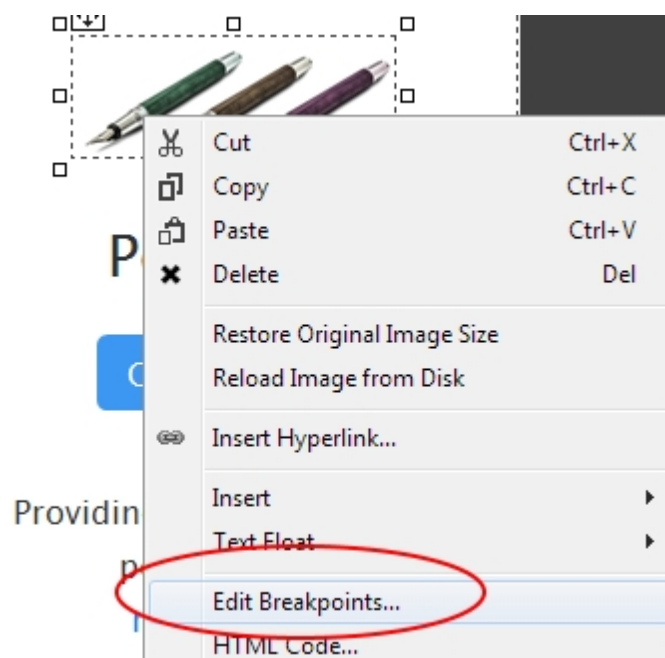 Cut Ctrl+X
Copy Ctrl+C
Paste Ctrl+V
Delete Del
Restore Original Image Size
Reload Image from Disk
Insert Hyperlink...
Insert
Providin
Text Float
Edit Breakpoints...
HTML Code...